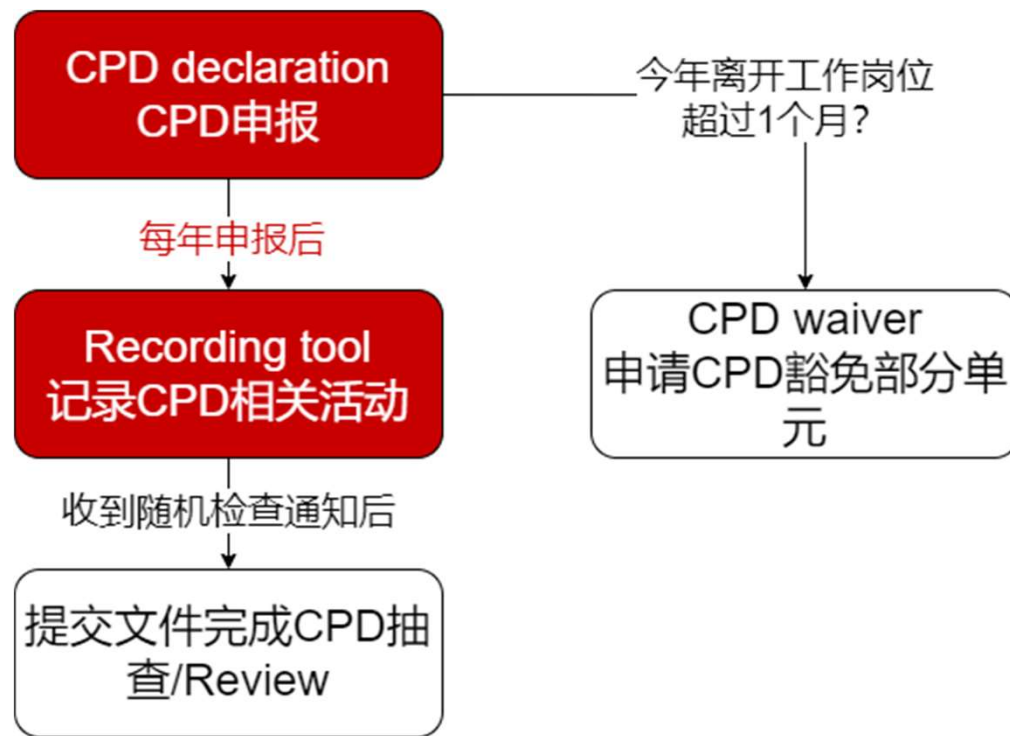 CPD declaration
CPD申报
今年离开工作岗位
超过1个月?
每年申报后
Recording tool
记录CPD相关活动
CPD waiver
申请CPD豁免部分单
元
收到随机检查通知后
提交文件完成CPD抽
查/Review